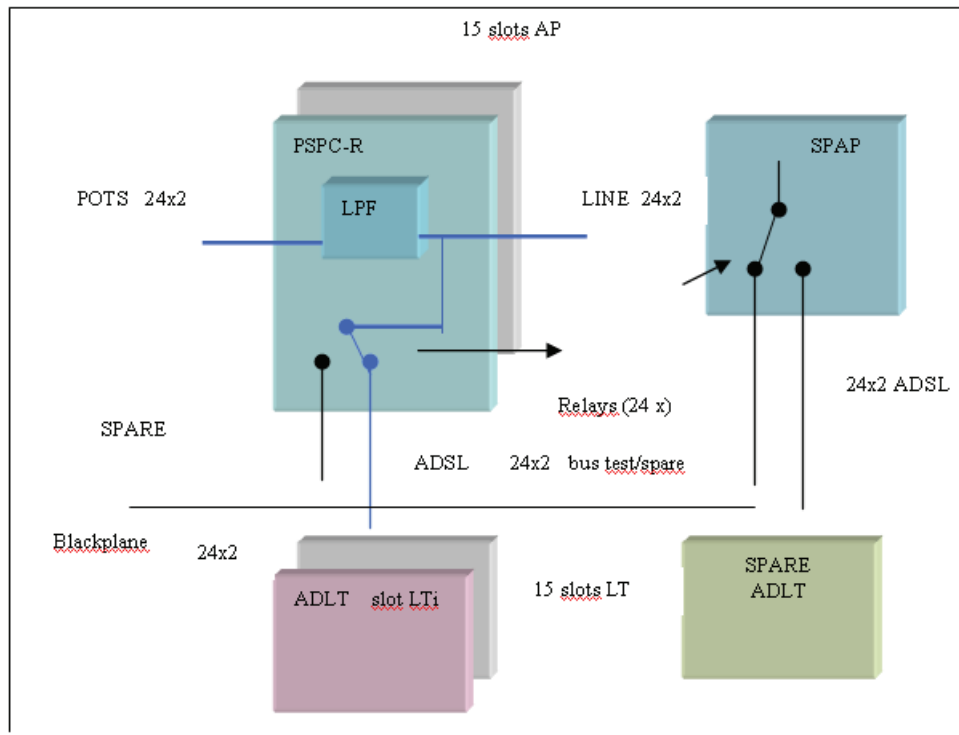 15 slots AP
PSPC-R
SPAP
POTS 24x2
LPF
LINE 24x2
24x2 ADSL
Relays (24 x)
SPARE
ADSL 24x2 bus test/spare
Blackplane
24x2
ADLT slot LTi
15 slots LT
SPARE
ADLT